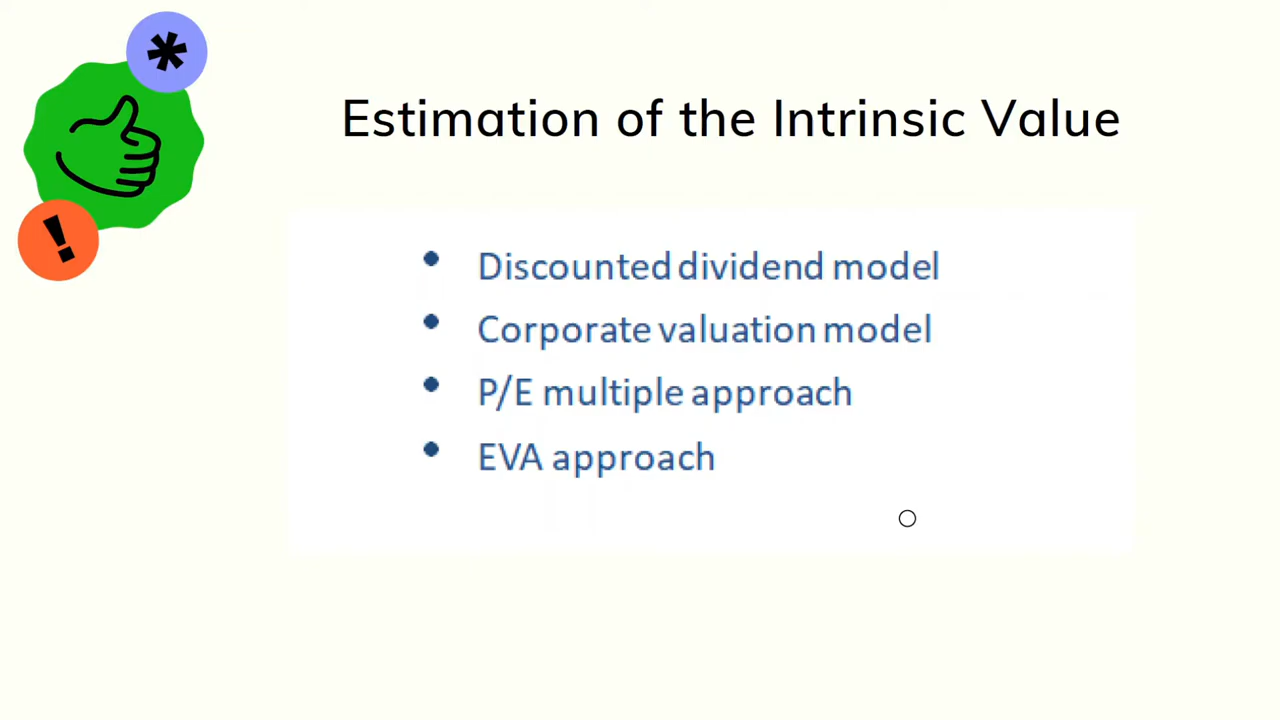 *
!
Estimation of the Intrinsic Value
• Discounted dividend model
• Corporate valuation model
• P/E multiple approach
• EVA approach